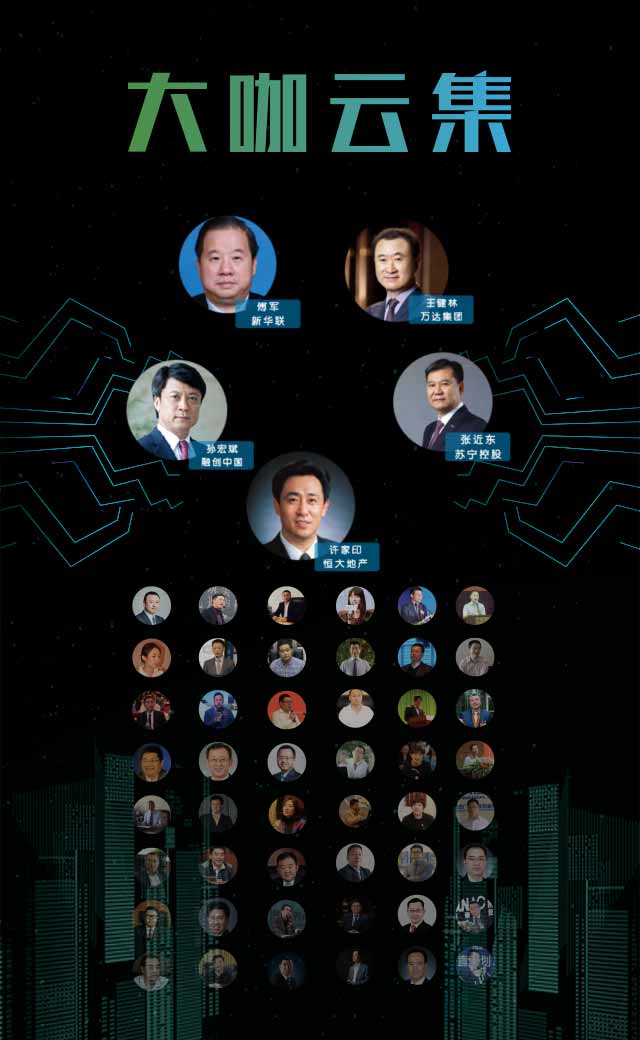 大咖云集
傅军
新华联
王健林
万达集团
孙宏斌
融创中国
张近东
苏宁控股
许家印
恒大地产